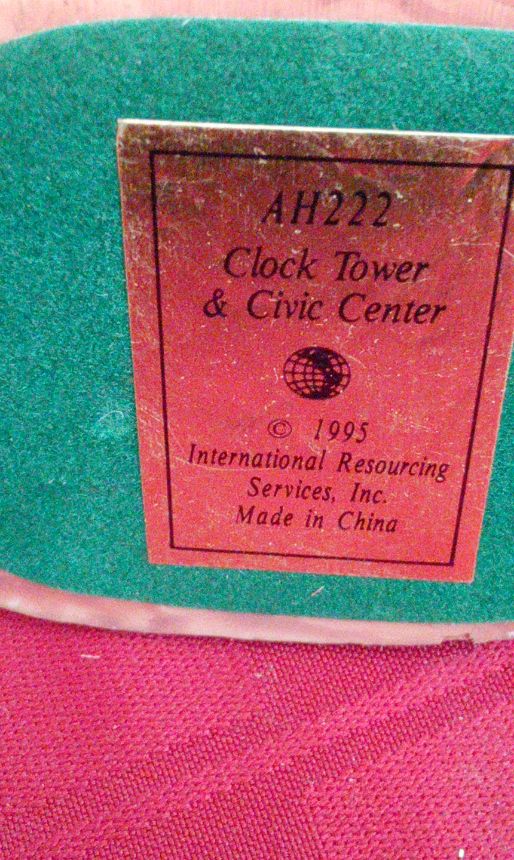 AH222
Clock Tower
& Civic Center
© 1995
International Resourcing
Services, Inc.
Made in China